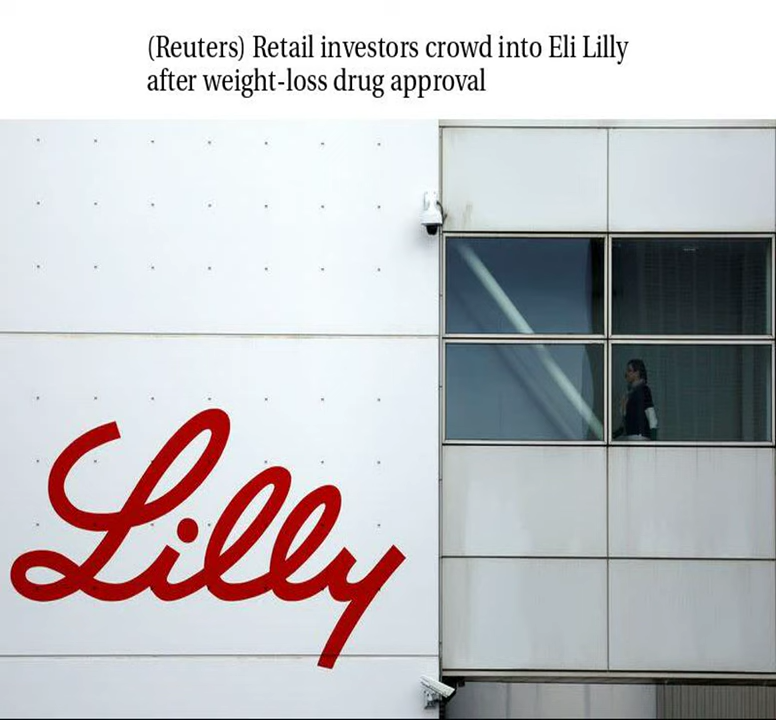 (Reuters) Retail investors crowd into Eli Lilly
after weight-loss drug approval
Lilly